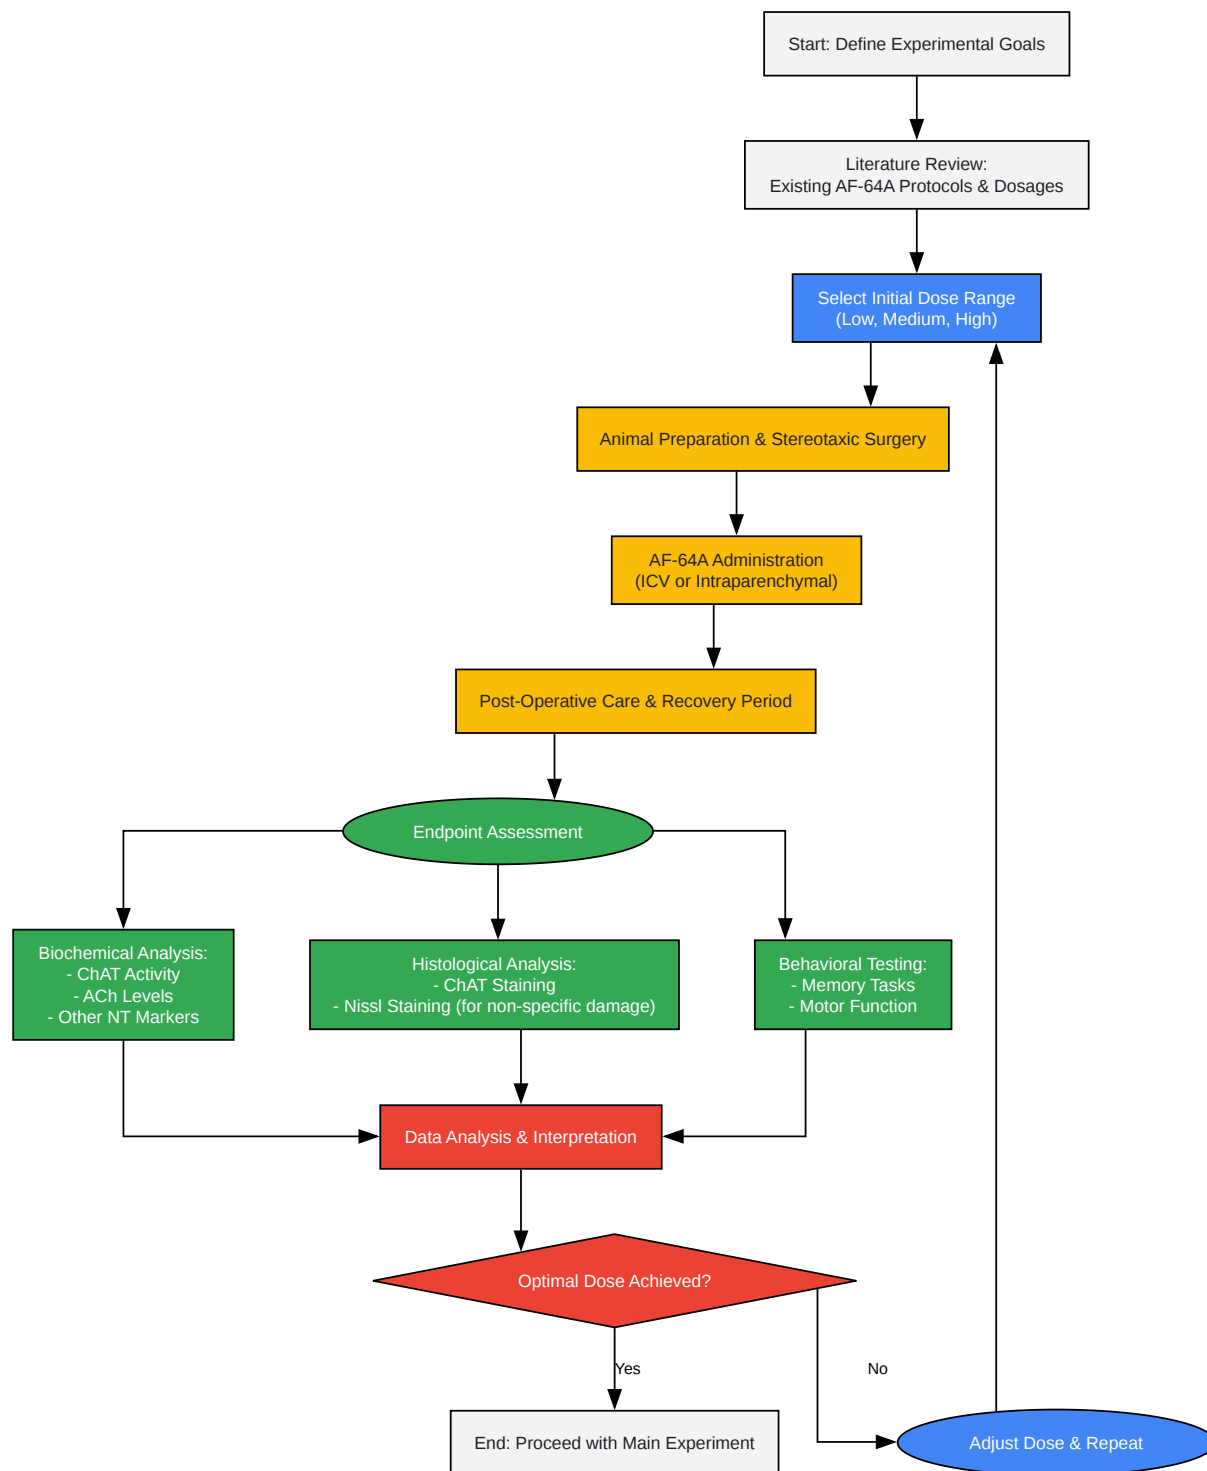 Start: Define Experimental Goals
Literature Review:
Existing AF-64A Protocols & Dosages
Select Initial Dose Range
(Low, Medium, High)
Animal Preparation & Stereotaxic Surgery
AF-64A Administration
(ICV or Intraparenchymal)
Post-Operative Care & Recovery Period
Endpoint Assessment
Biochemical Analysis:
- ChAT Activity
- ACh Levels
- Other NT Markers
Histological Analysis:
- ChAT Staining
- Nissl Staining (for non-specific damage)
Behavioral Testing:
- Memory Tasks
- Motor Function
Data Analysis & Interpretation
Optimal Dose Achieved?
Yes
No
End: Proceed with Main Experiment
Adjust Dose & Repeat